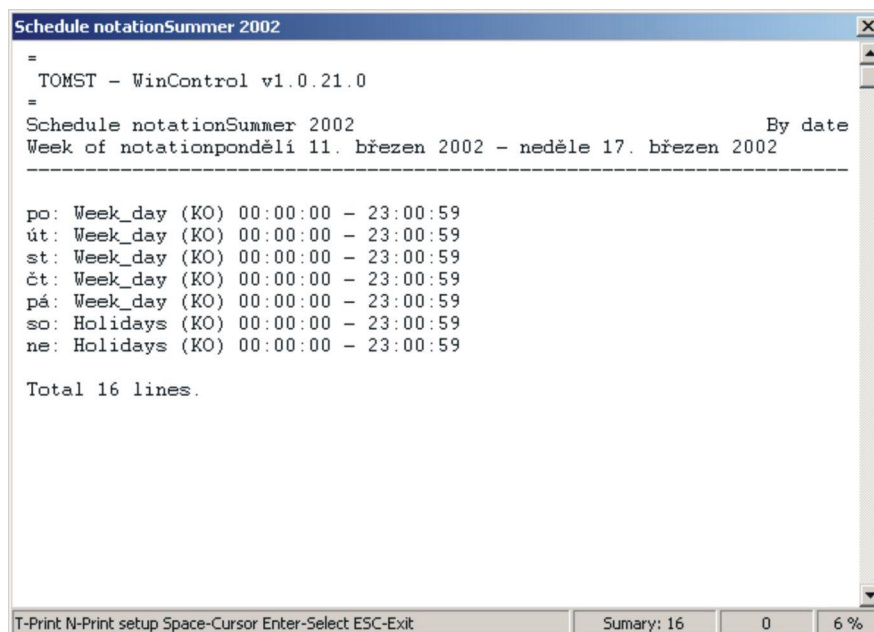 Schedule notationSummer 2002
=
TOMST - WinControl v1.0.21.0
=
Schedule notationSummer 2002 By date
Week of notationpondělí 11. březen 2002 - neděle 17. březen 2002
----------------------------------------------------------------------
po: Week_day (KO) 00:00:00 - 23:00:59
út: Week_day (KO) 00:00:00 - 23:00:59
st: Week_day (KO) 00:00:00 - 23:00:59
čt: Week_day (KO) 00:00:00 - 23:00:59
pá: Week_day (KO) 00:00:00 - 23:00:59
so: Holidays (KO) 00:00:00 - 23:00:59
ne: Holidays (KO) 00:00:00 - 23:00:59
Total 16 lines.
T-Print N-Print setup Space-Cursor Enter-Select ESC-Exit Sumary: 16 0 6 %